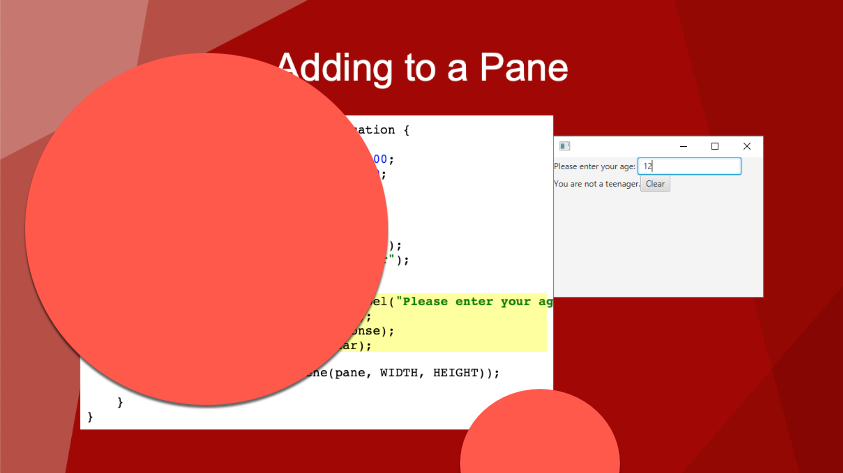 Adding to a Pane
ation {
00;
;
);
");
el("Please enter your ag
;
onse);
ar);
ne(pane, WIDTH, HEIGHT));
}
}
Please enter your age: 12
You are not a teenager. Clear